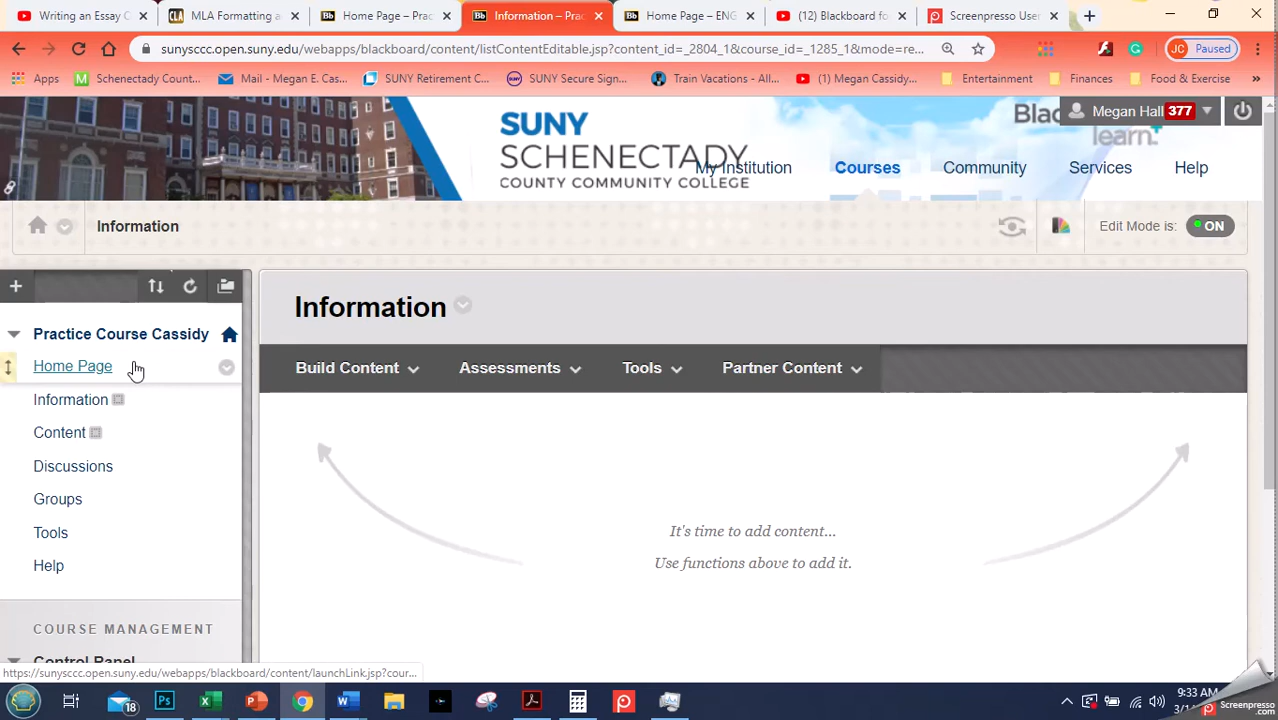 Writing an Essay C
MLA Formatting a
Home Page – Prac
Information – Prac
Home Page – ENG
(12) Blackboard fo
Screenpresso User
sunysccc.open.suny.edu/webapps/blackboard/content/listContentEditable.jsp?content_id=_2804_1&course_id=_1285_1&mode=re...
JC Paused
Apps
Schenectady Count...
Mail - Megan E. Cas...
SUNY Retirement C...
SUNY Secure Sign...
Train Vacations - All...
(1) Megan Cassidy...
Entertainment
Finances
Food & Exercise
SUNY
SCHENECTADY
COUNTY COMMUNITY COLLEGE
Blac
learn
Megan Hall 377
My Institution
Courses
Community
Services
Help
Information
Edit Mode is: ON
Practice Course Cassidy
Home Page
Information
Content
Discussions
Groups
Tools
Help
COURSE MANAGEMENT
Control Panel
Information
Build Content
Assessments
Tools
Partner Content
It's time to add content...
Use functions above to add it.
https://sunysccc.open.suny.edu/webapps/blackboard/content/launchLink.jsp?cour...
18
9:33 AM
Screenpresso
.com